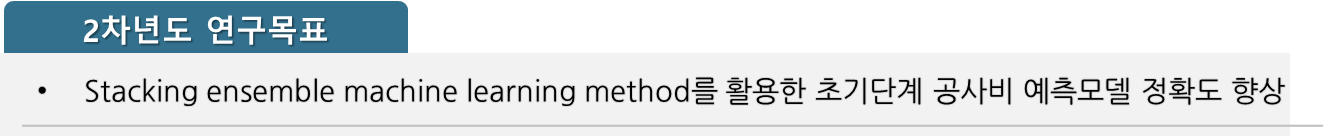 2차년도 연구목표
• Stacking ensemble machine learning method를 활용한 초기단계 공사비 예측모델 정확도 향상